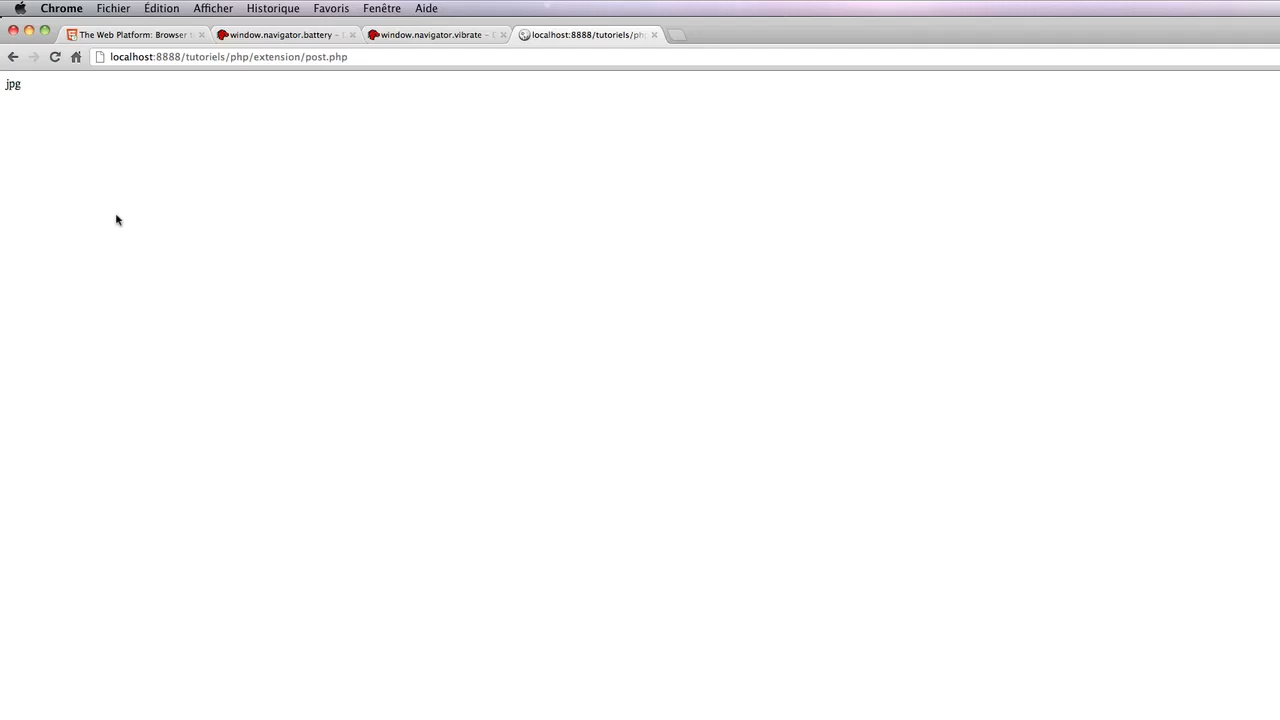 Chrome Fichier Édition Afficher Historique Favoris Fenêtre Aide
The Web Platform: Browser window.navigator.battery - window.navigator.vibrate - localhost:8888/tutoriels/php
localhost:8888/tutoriels/php/extension/post.php
jpg